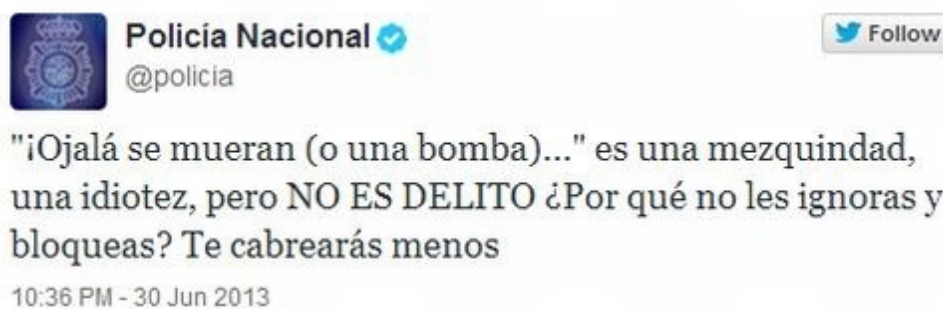 Policía Nacional
@policia
Follow
"¡Ojalá se mueran (o una bomba)..." es una mezquindad,
una idiotez, pero NO ES DELITO ¿Por qué no les ignoras y
bloqueas? Te cabrearás menos
10:36 PM - 30 Jun 2013